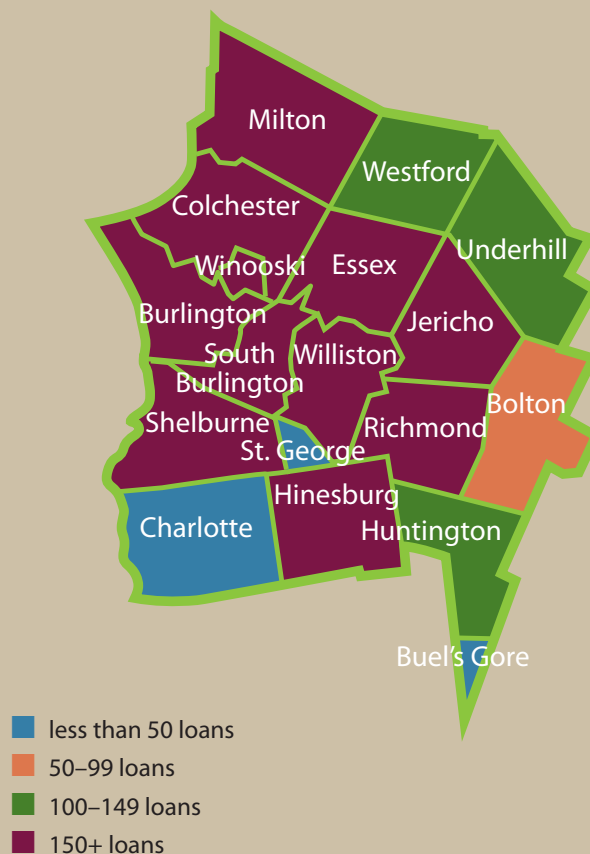 Milton
Westford
Colchester
Underhill
Winooski
Essex
Burlington
Jericho
South
Burlington
Williston
Bolton
Shelburne
Richmond
St. George
Hinesburg
Charlotte
Huntington
Buel's Gore
less than 50 loans
50–99 loans
100–149 loans
150+ loans